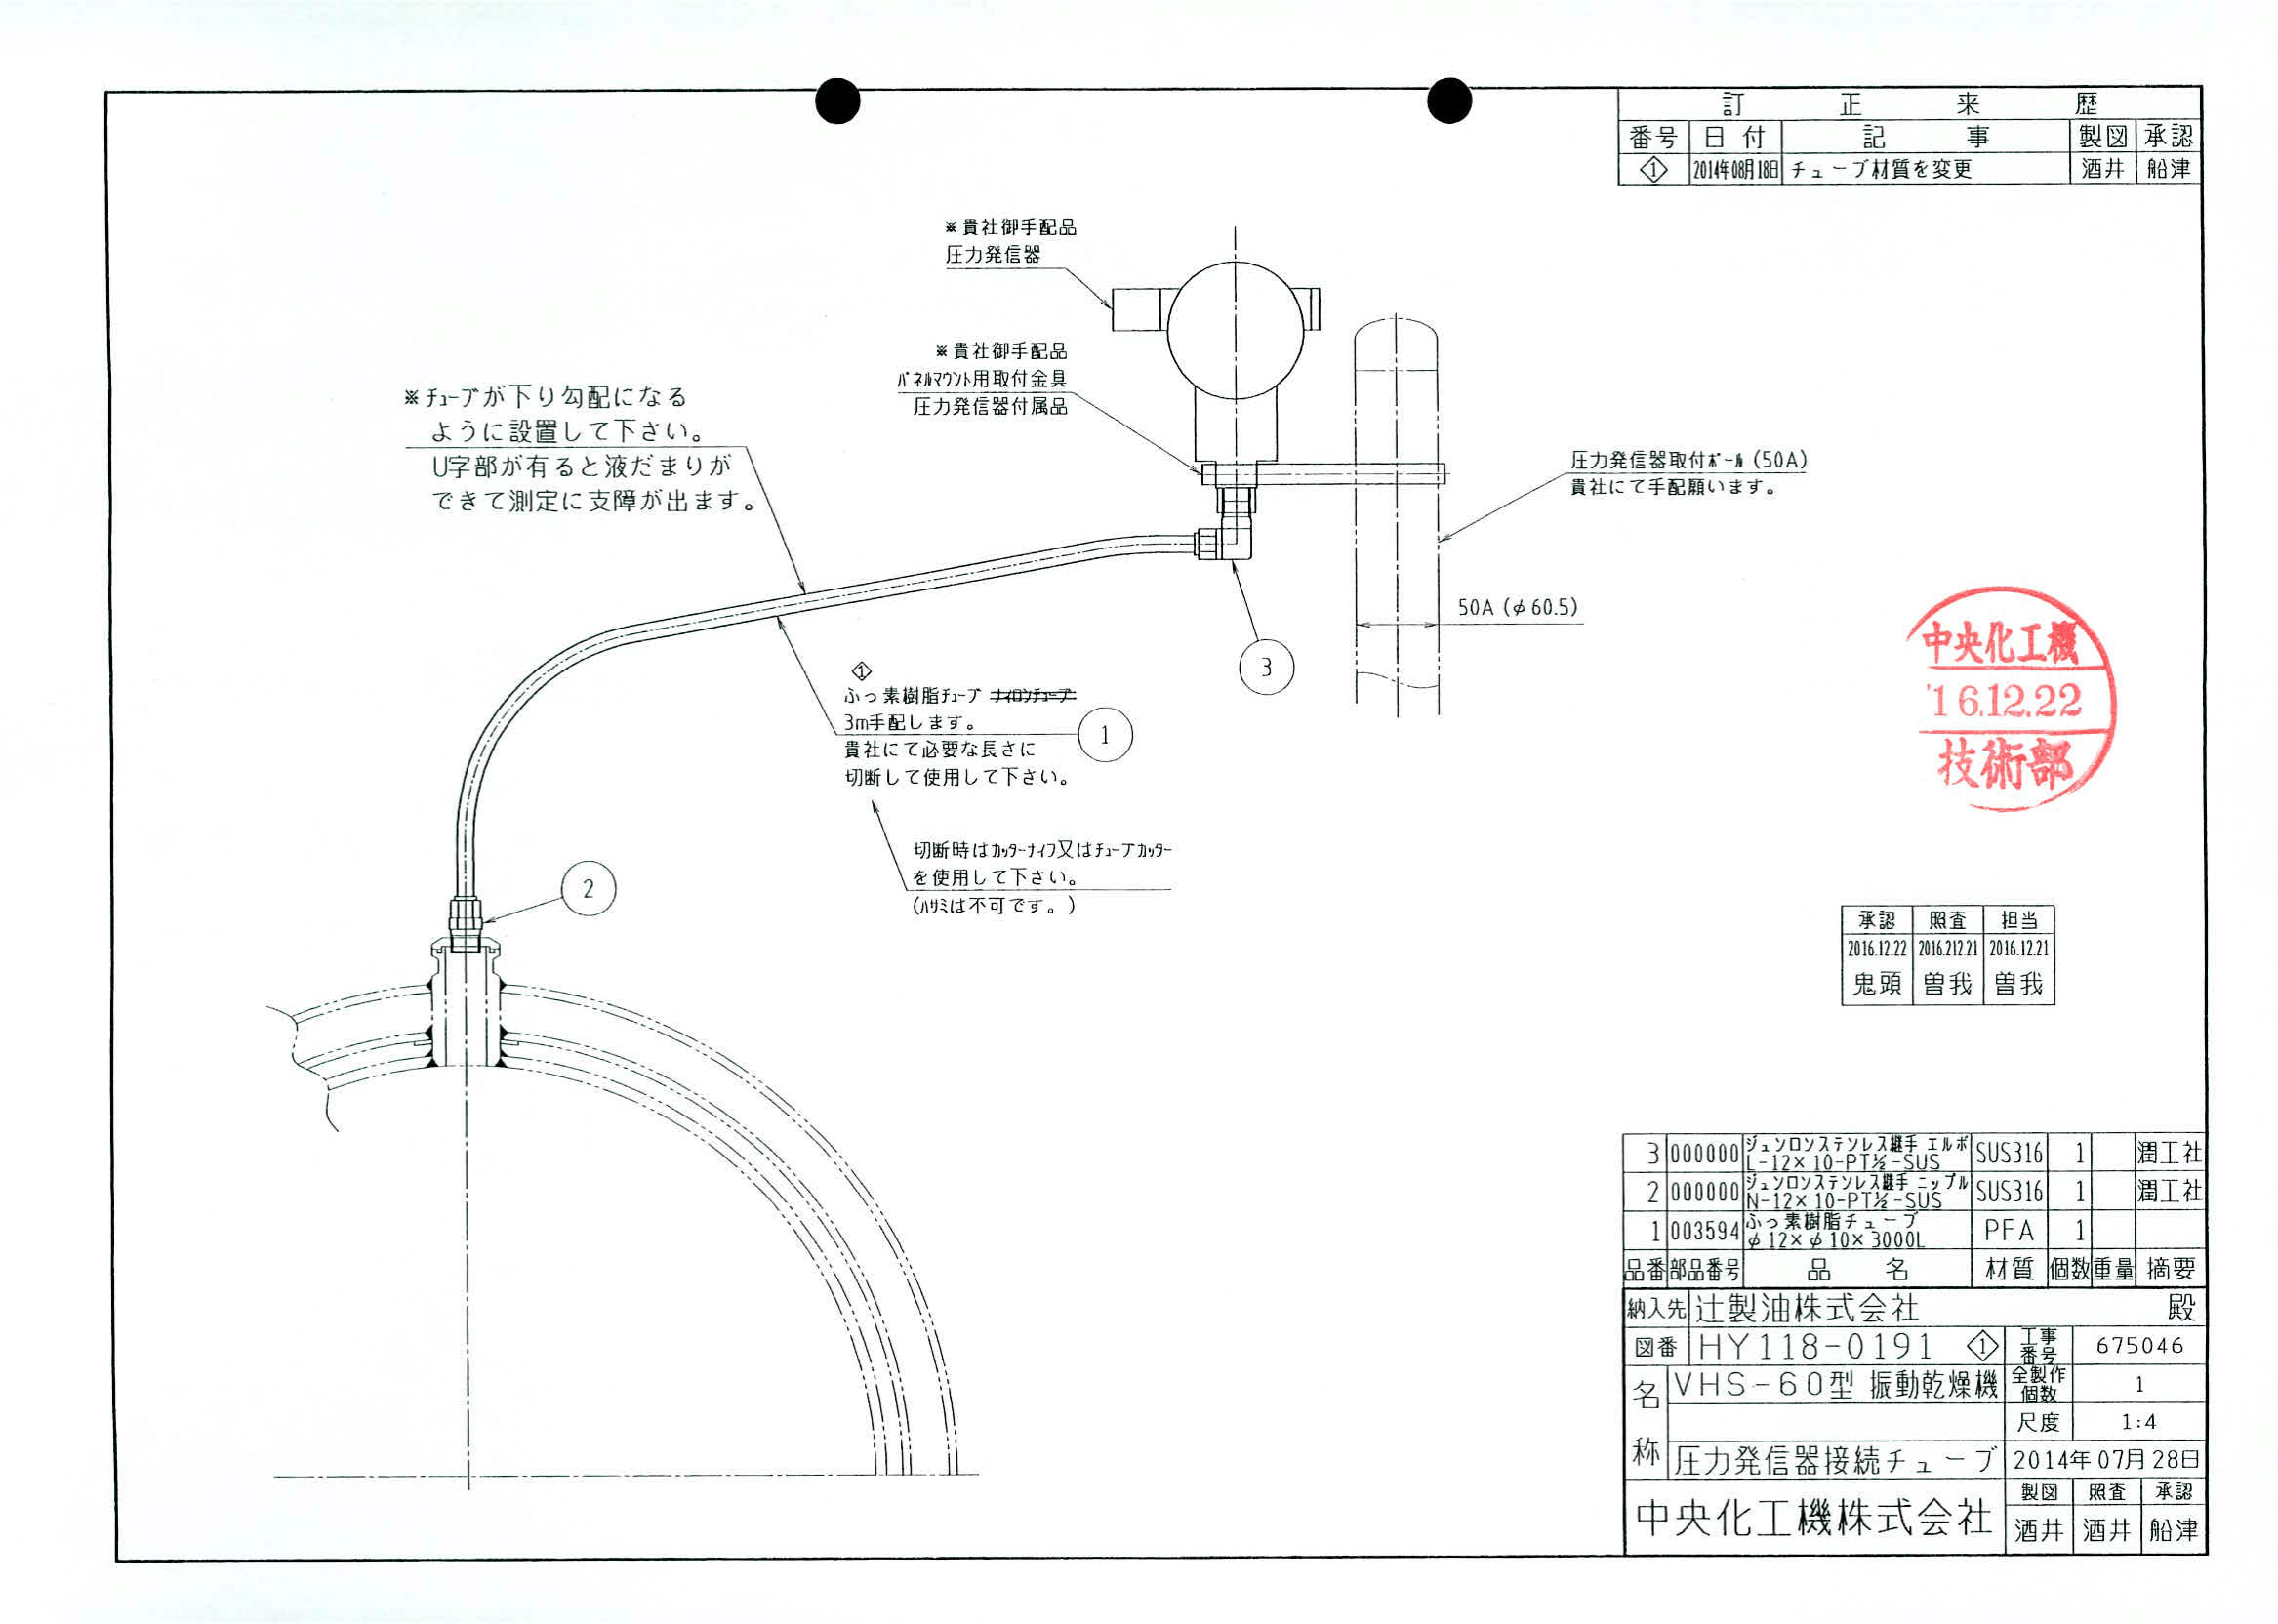 訂正来歴
番号 日付 記事 製図 承認
1 2014年08月18日 チューブ材質を変更 酒井 船津
※貴社御手配品
圧力発信器
※貴社御手配品
パネルマウント用取付金具
圧力発信器付属品
※チューブが下り勾配になる
ように設置して下さい。
U字部が有ると液だまりが
できて測定に支障が出ます。
圧力発信器取付ポール(50A)
貴社にて手配願います。
50A(φ60.5)
3
1
ふっ素樹脂チューブ ナイロンチューブ
3m手配します。
1
貴社にて必要な長さに
切断して使用して下さい。
切断時はカッターナイフ又はチューブカッター
を使用して下さい。
(ハサミは不可です。)
2
中央化工機
'16.12.22
技術部
承認 照査 担当
2016.12.22 2016.212.21 2016.12.21
鬼頭 曽我 曽我
3 000000 ジュンロンステンレス継手 エルボ SUS316 1 潤工社
L-12×10-PT½-SUS
2 000000 ジュンロンステンレス継手 ニップル SUS316 1 潤工社
N-12×10-PT½-SUS
1 003594 ふっ素樹脂チューブ PFA 1
φ12×φ10×3000L
品番 部品番号 品名 材質 個数 重量 摘要
納入先 辻製油株式会社 殿
図番 HY118-0191 1 工事番号 675046
名称 VHS-60型 振動乾燥機 全製作個数 1
尺度 1:4
圧力発信器接続チューブ 2014年07月28日
中央化工機株式会社 製図 照査 承認
酒井 酒井 船津